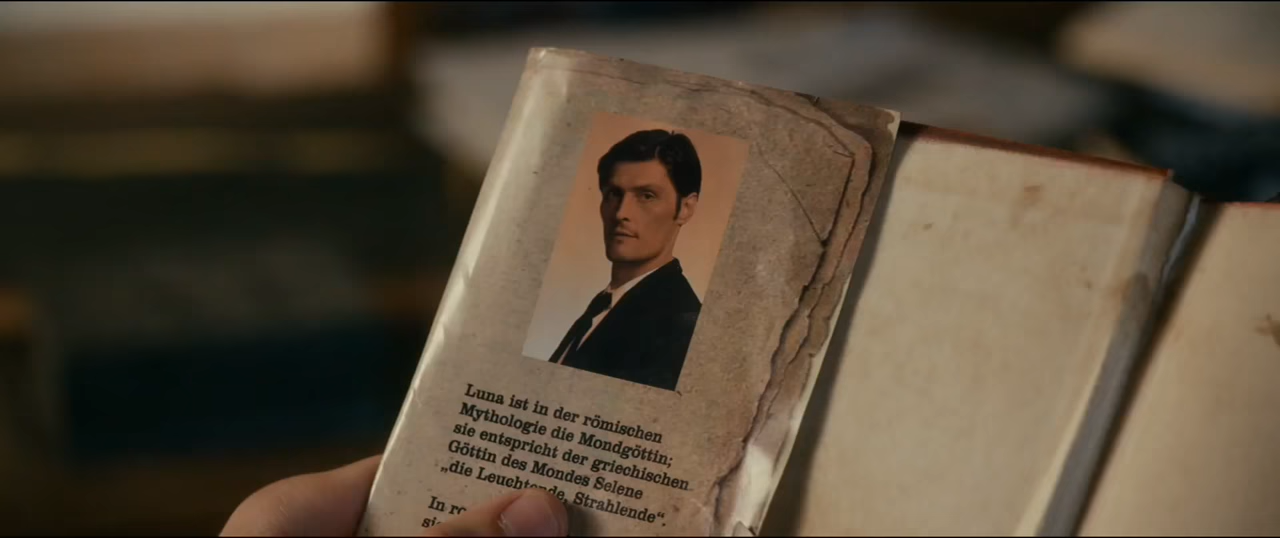 Luna ist in der römischen
Mythologie die Mondgöttin;
sie entspricht der griechischen
Göttin des Mondes Selene
„die Leuchtende, Strahlende“.
In